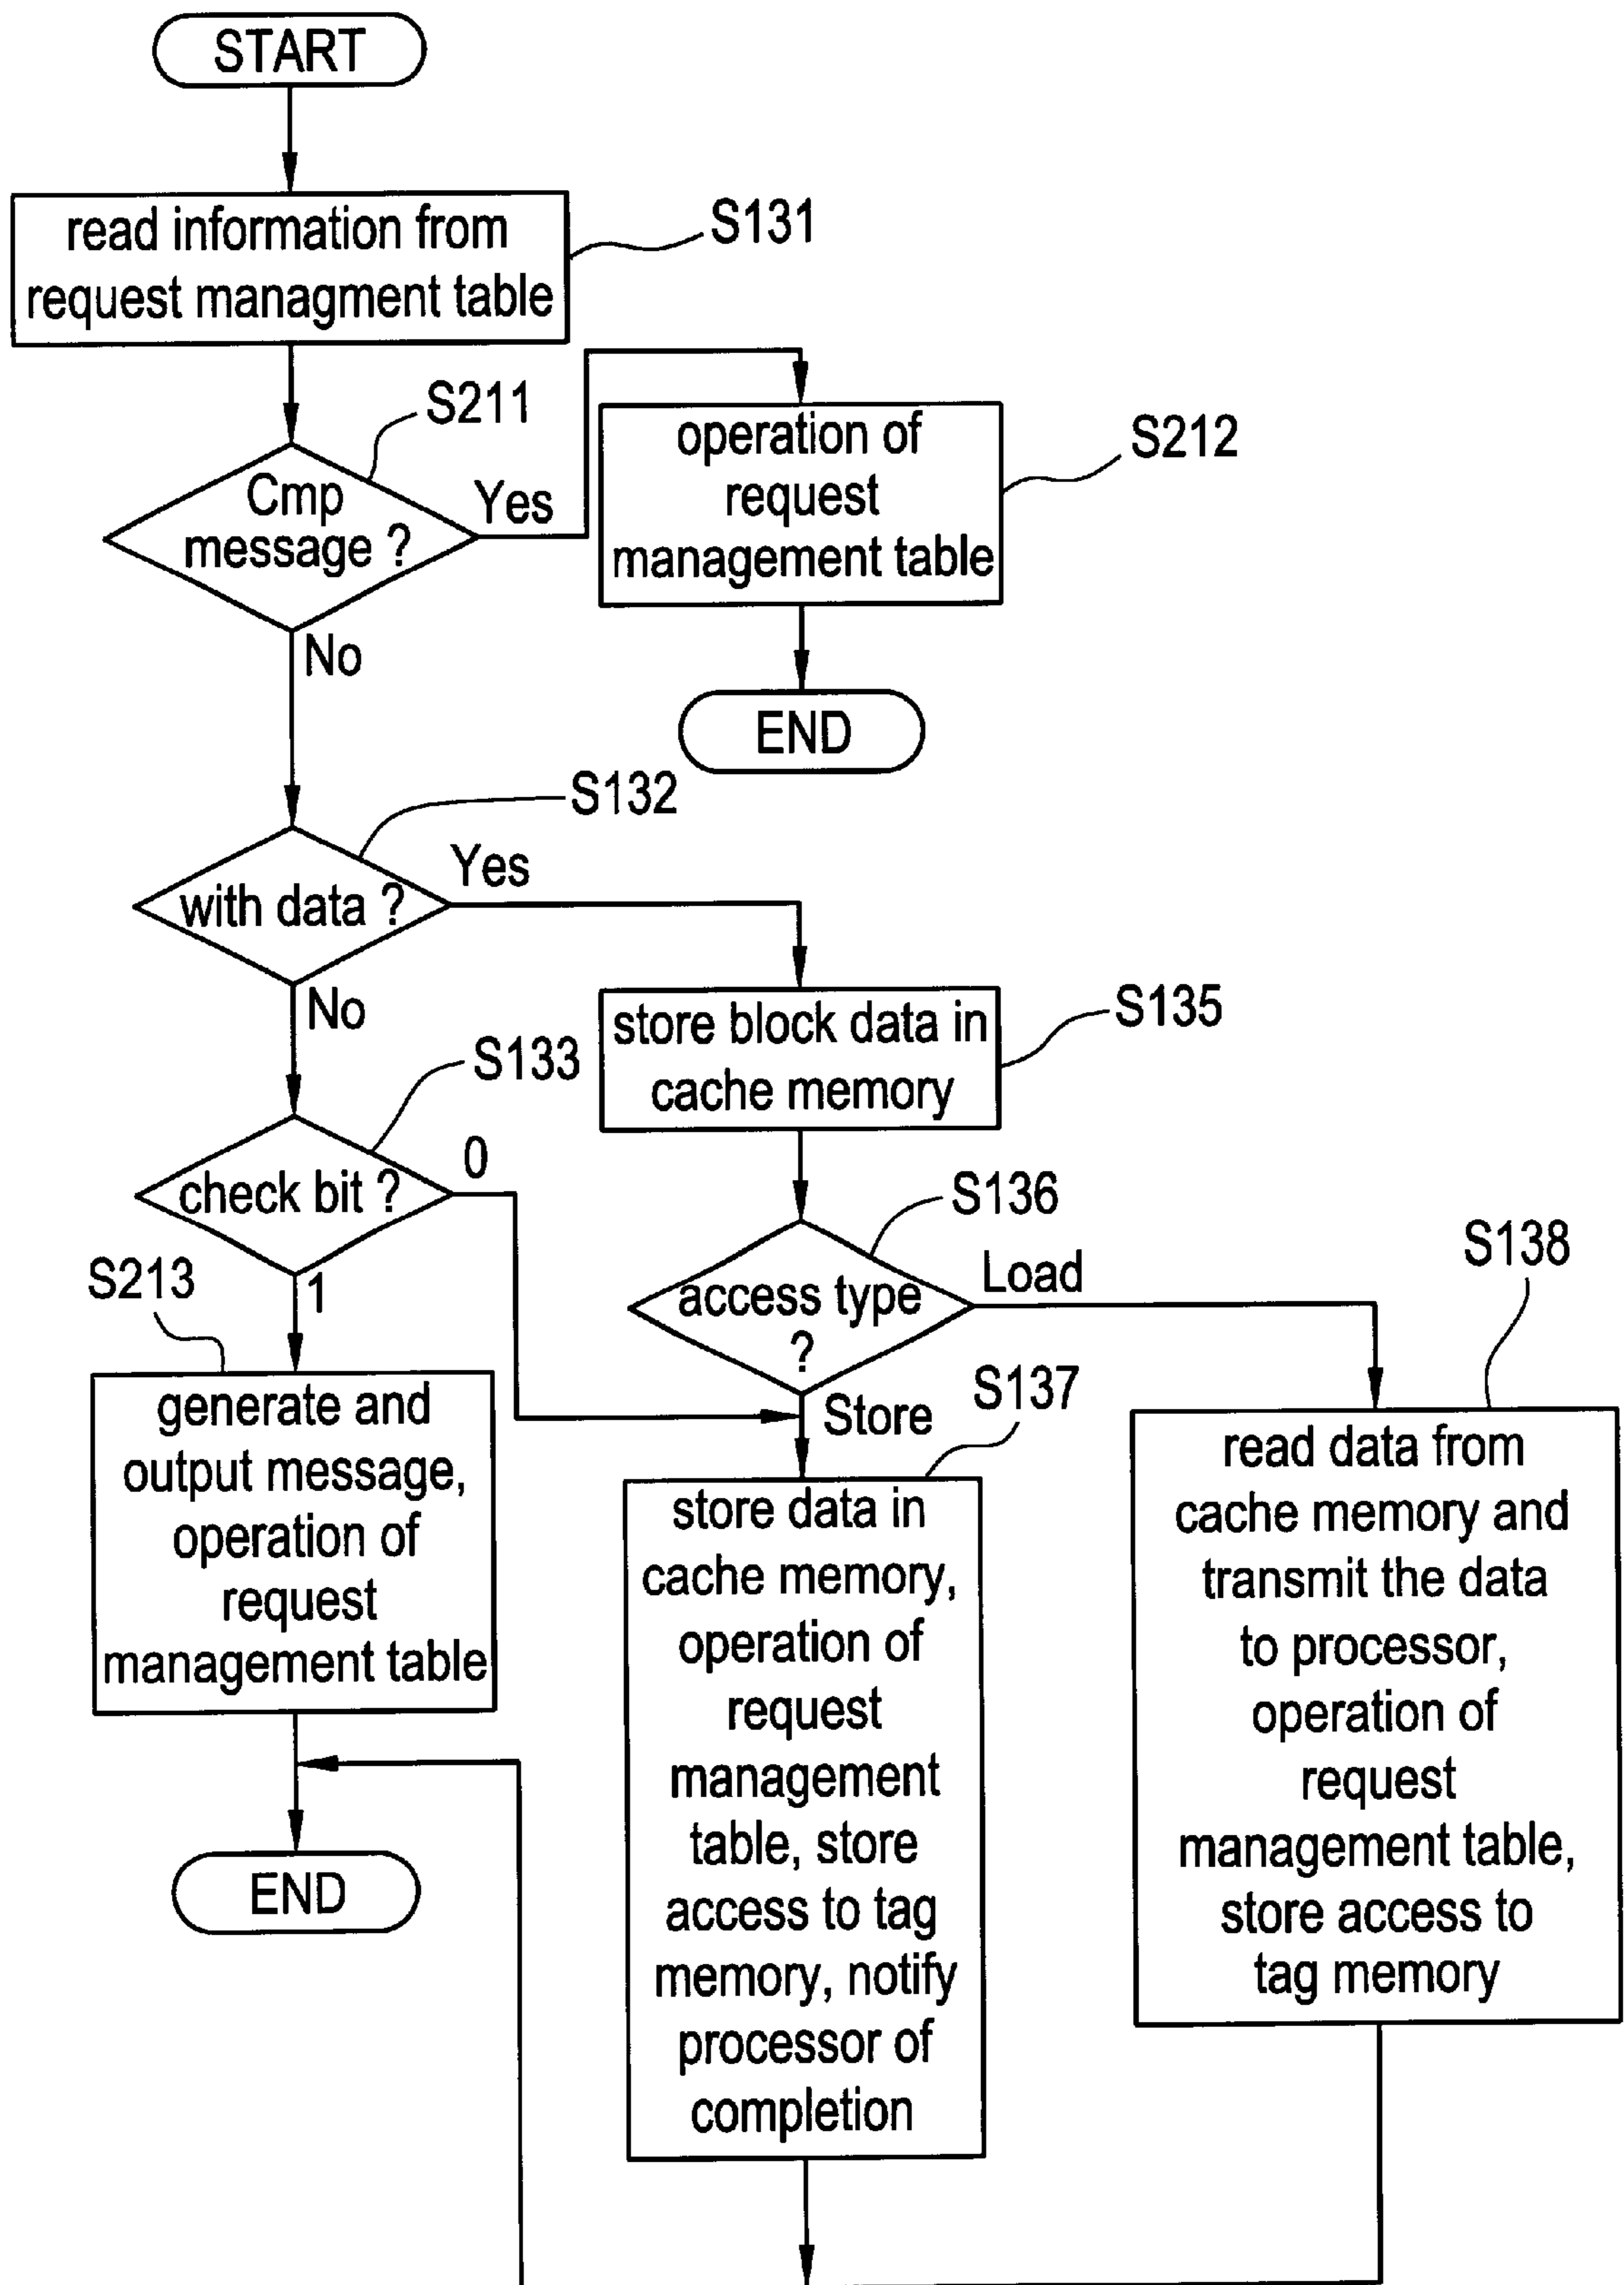 START
read information from
request managment table
S131
S211
Cmp
message ?
Yes
operation of
request
management table
S212
No
END
S132
with data ?
Yes
No
store block data in
cache memory
S135
S133
check bit ?
0
1
S136
access type
?
Load
Store
S138
S213
generate and
output message,
operation of
request
management table
S137
store data in
cache memory,
operation of
request
management
table, store
access to tag
memory, notify
processor of
completion
read data from
cache memory and
transmit the data
to processor,
operation of
request
management table,
store access to
tag memory
END